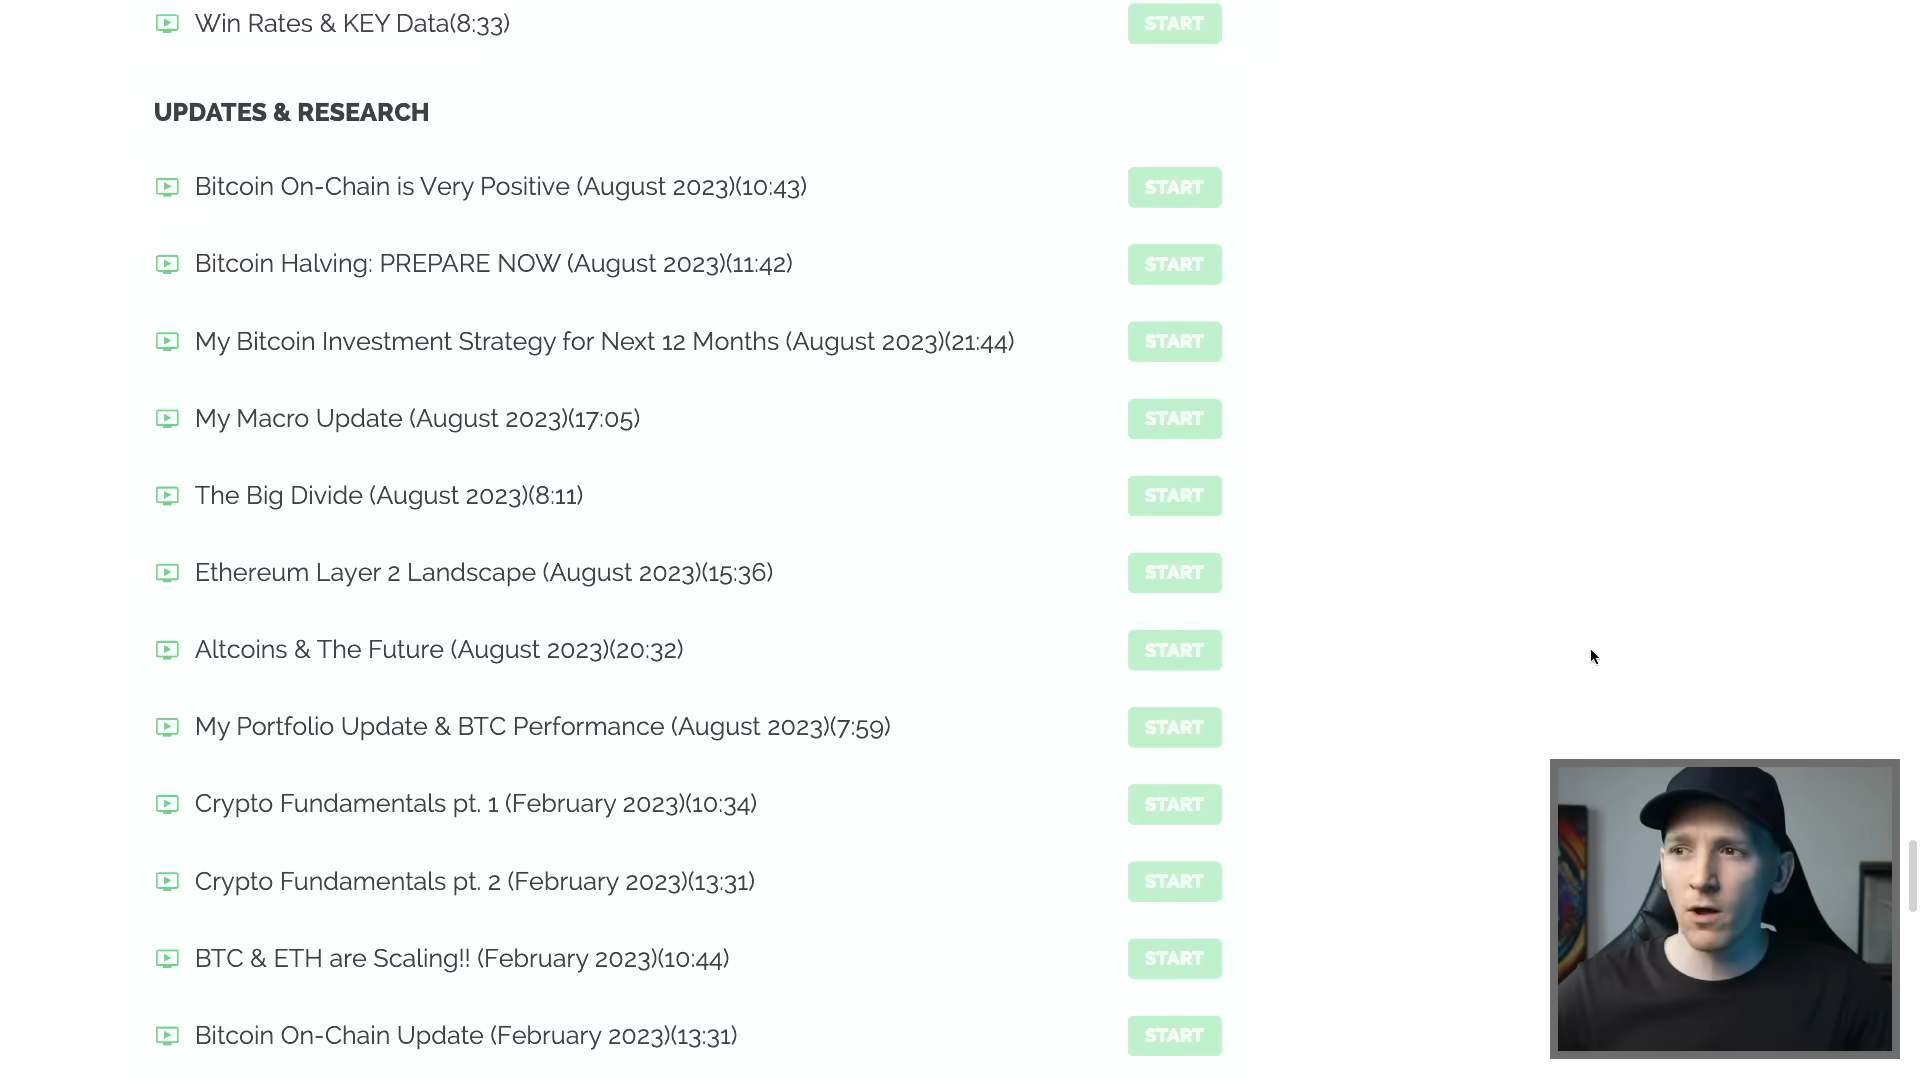 Win Rates & KEY Data(8:33)
START
UPDATES & RESEARCH
Bitcoin On-Chain is Very Positive (August 2023)(10:43)
START
Bitcoin Halving: PREPARE NOW (August 2023)(11:42)
START
My Bitcoin Investment Strategy for Next 12 Months (August 2023)(21:44)
START
My Macro Update (August 2023)(17:05)
START
The Big Divide (August 2023)(8:11)
START
Ethereum Layer 2 Landscape (August 2023)(15:36)
START
Altcoins & The Future (August 2023)(20:32)
START
My Portfolio Update & BTC Performance (August 2023)(7:59)
START
Crypto Fundamentals pt. 1 (February 2023)(10:34)
START
Crypto Fundamentals pt. 2 (February 2023)(13:31)
START
BTC & ETH are Scaling!! (February 2023)(10:44)
START
Bitcoin On-Chain Update (February 2023)(13:31)
START